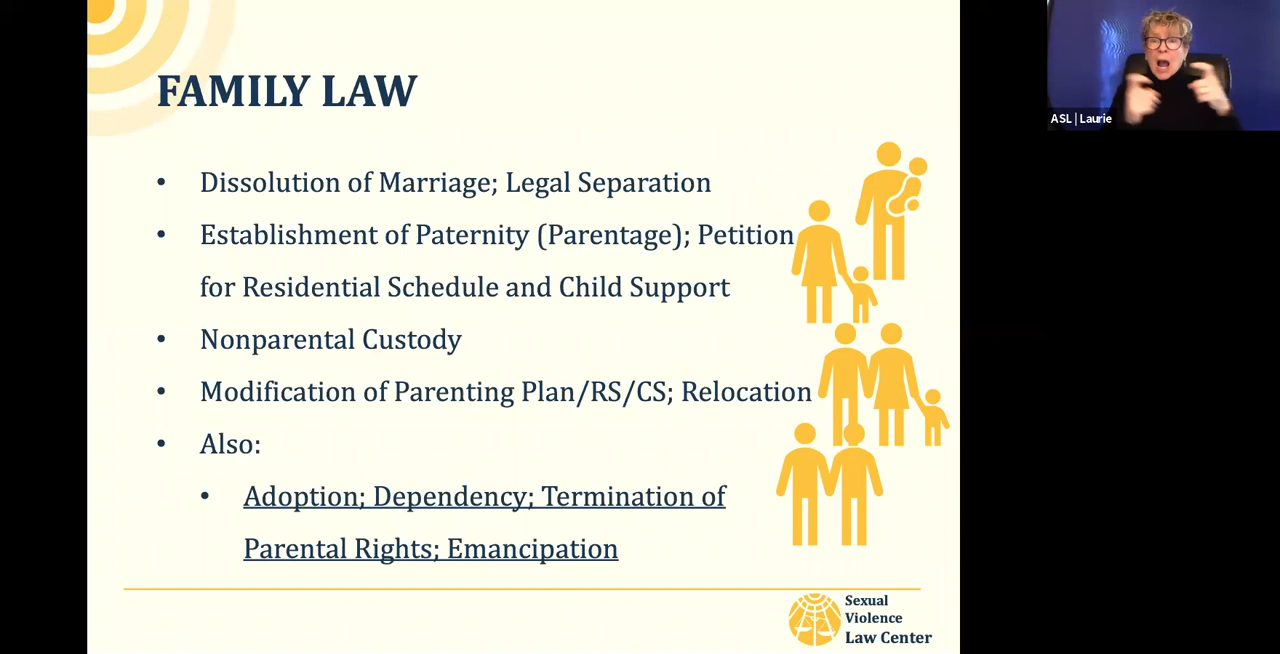 FAMILY LAW
• Dissolution of Marriage; Legal Separation
• Establishment of Paternity (Parentage); Petition
for Residential Schedule and Child Support
• Nonparental Custody
• Modification of Parenting Plan/RS/CS; Relocation
• Also:
• Adoption; Dependency; Termination of
Parental Rights; Emancipation
Sexual
Violence
Law Center
ASL | Laurie